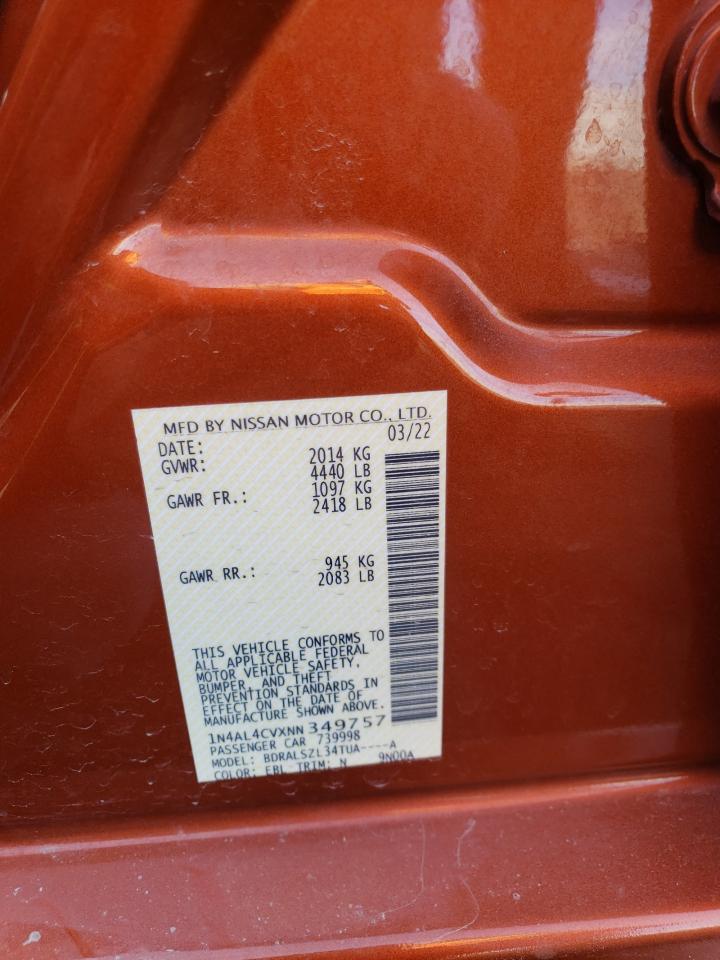 MFD BY NISSAN MOTOR CO., LTD.
DATE: 03/22
GVWR: 2014 KG
4440 LB
GAWR FR.: 1097 KG
2418 LB
GAWR RR.: 945 KG
2083 LB
THIS VEHICLE CONFORMS TO
ALL APPLICABLE FEDERAL
MOTOR VEHICLE SAFETY,
BUMPER, AND THEFT
PREVENTION STANDARDS IN
EFFECT ON THE DATE OF
MANUFACTURE SHOWN ABOVE.
1N4AL4CVXNN 349757
PASSENGER CAR 739998
MODEL: BDRALSZL34TUA----A
COLOR: EBL TRIM: N 9N00A